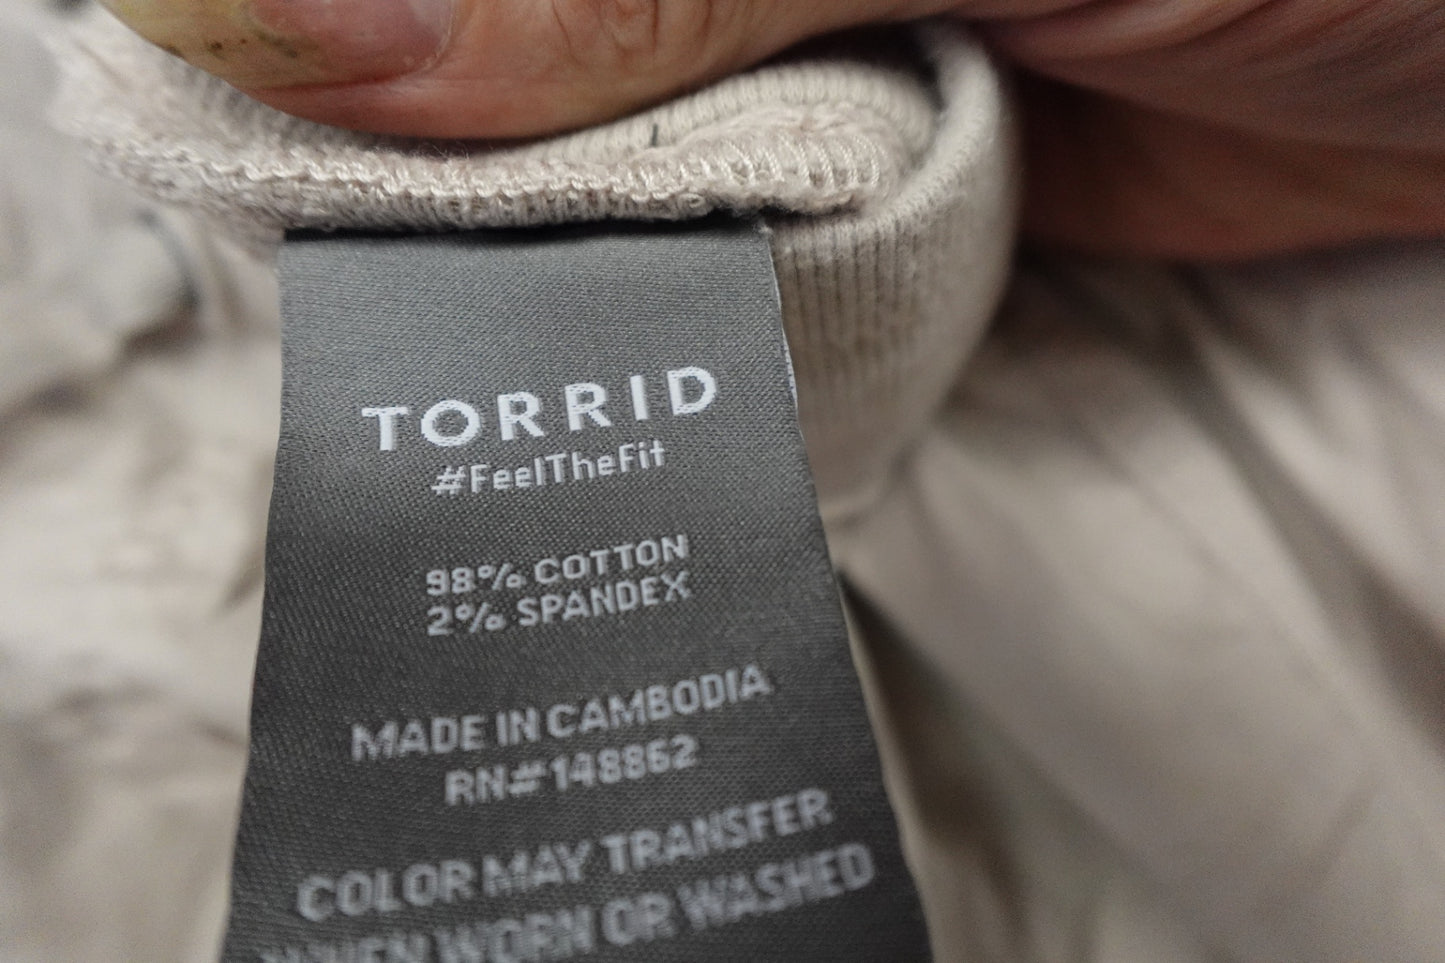 TORRID
#FeelTheFit
98% COTTON
2% SPANDEX
MADE IN CAMBODIA
RN#148862
COLOR MAY TRANSFER
WHEN WORN OR WASHED